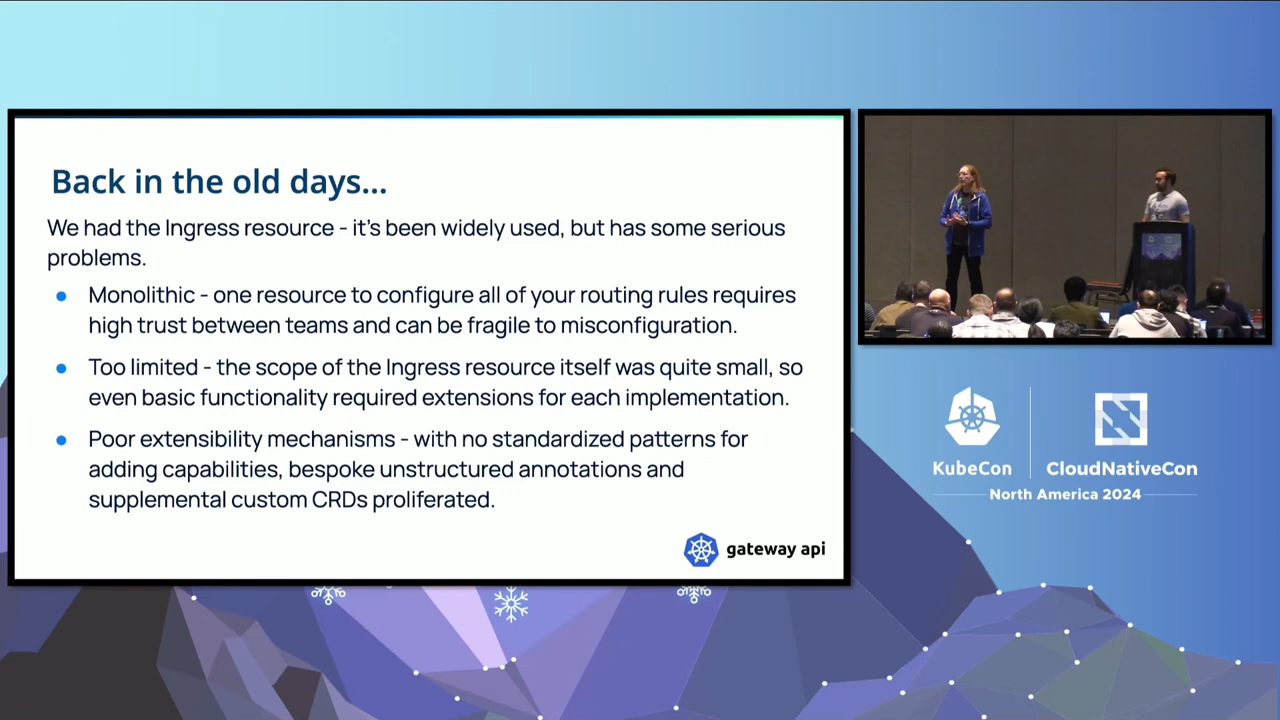 Back in the old days...
We had the Ingress resource - it's been widely used, but has some serious
problems.
● Monolithic - one resource to configure all of your routing rules requires
high trust between teams and can be fragile to misconfiguration.
● Too limited - the scope of the Ingress resource itself was quite small, so
even basic functionality required extensions for each implementation.
● Poor extensibility mechanisms - with no standardized patterns for
adding capabilities, bespoke unstructured annotations and
supplemental custom CRDs proliferated.
gateway api
KubeCon
CloudNativeCon
North America 2024